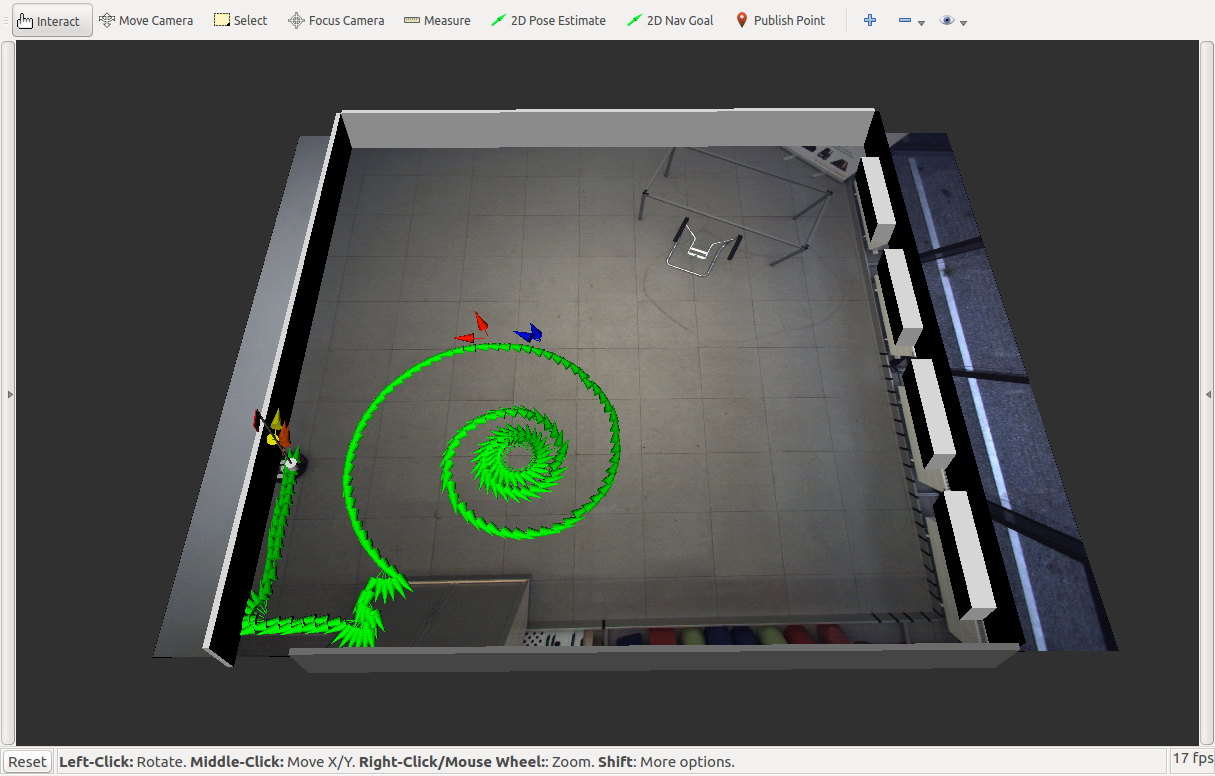 Interact Move Camera Select Focus Camera Measure 2D Pose Estimate 2D Nav Goal Publish Point
Reset Left-Click: Rotate. Middle-Click: Move X/Y. Right-Click/Mouse Wheel:: Zoom. Shift: More options. 17 fps